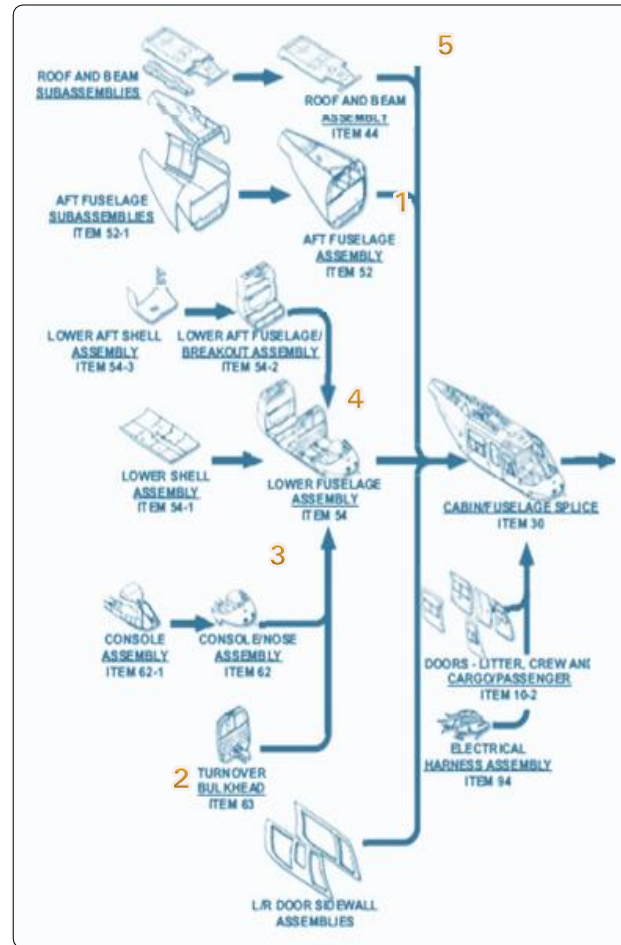 5
ROOF AND BEAM
SUBASSEMBLIES
ROOF AND BEAM
ASSEMBLY
ITEM 44
1
AFT FUSELAGE
SUBASSEMBLIES
ITEM 52-1
AFT FUSELAGE
ASSEMBLY
ITEM 52
LOWER AFT SHELL
ASSEMBLY
ITEM 54-3
LOWER AFT FUSELAGE/
BREAKOUT ASSEMBLY
ITEM 54-2
4
LOWER SHELL
ASSEMBLY
ITEM 54-1
LOWER FUSELAGE
ASSEMBLY
ITEM 54
CABIN/FUSELAGE SPLICE
ITEM 30
3
CONSOLE
ASSEMBLY
ITEM 62-1
CONSOLE/NOSE
ASSEMBLY
ITEM 62
DOORS - LITTER, CREW AND
CARGO/PASSENGER
ITEM 10-2
2
TURNOVER
BULKHEAD
ITEM 63
ELECTRICAL
HARNESS ASSEMBLY
ITEM 94
L/R DOOR SIDEWALL
ASSEMBLIES